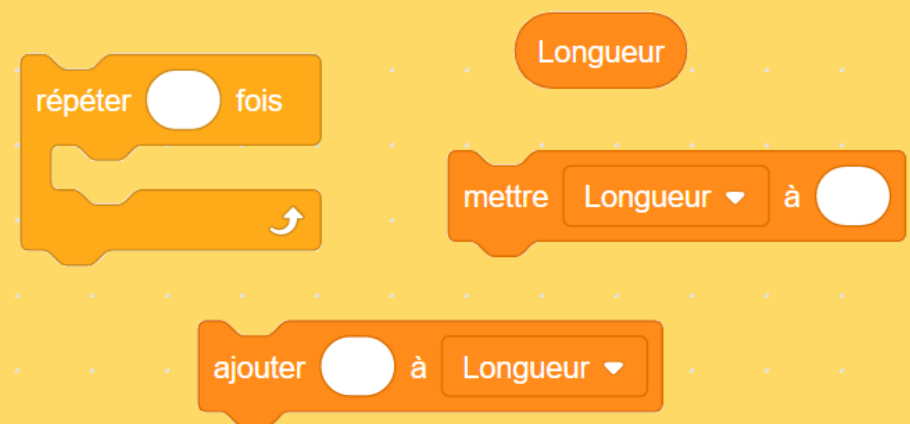 Longueur
répéter fois
mettre Longueur à
ajouter à Longueur